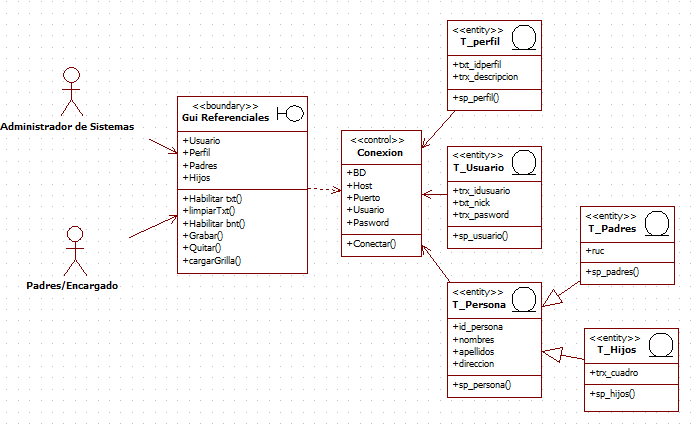 Administrador de Sistemas
Padres/Encargado
<<boundary>>
Gui Referenciales
+Usuario
+Perfil
+Padres
+Hijos
+Habilitar txt()
+limpiarTxt()
+Habilitar bnt()
+Grabar()
+Quitar()
+cargarGrilla()
<<control>>
Conexion
+BD
+Host
+Puerto
+Usuario
+Pasword
+Conectar()
<<entity>>
T_perfil
+txt_idperfil
+trx_descripcion
+sp_perfil()
<<entity>>
T_Usuario
+trx_idusuario
+txt_nick
+trx_pasword
+sp_usuario()
<<entity>>
T_Persona
+id_persona
+nombres
+apellidos
+direccion
+sp_persona()
<<entity>>
T_Padres
+ruc
+sp_padres()
<<entity>>
T_Hijos
+trx_cuadro
+sp_hijos()